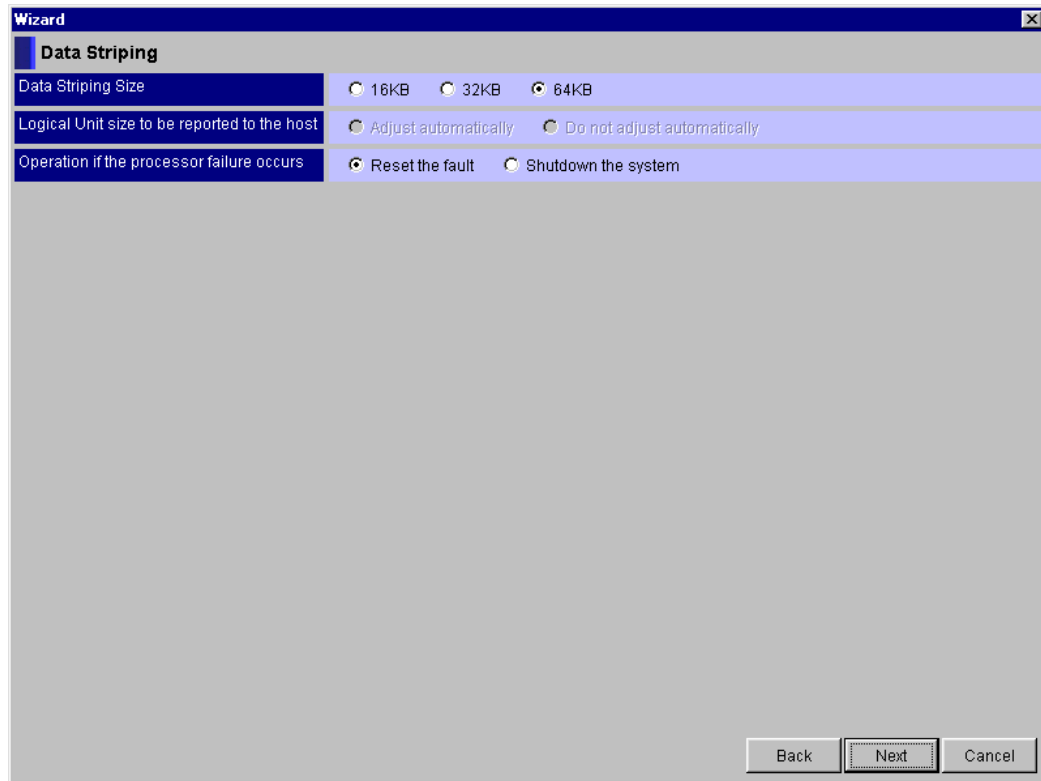 Wizard
Data Striping
Data Striping Size 16KB 32KB 64KB
Logical Unit size to be reported to the host Adjust automatically Do not adjust automatically
Operation if the processor failure occurs Reset the fault Shutdown the system
Back Next Cancel